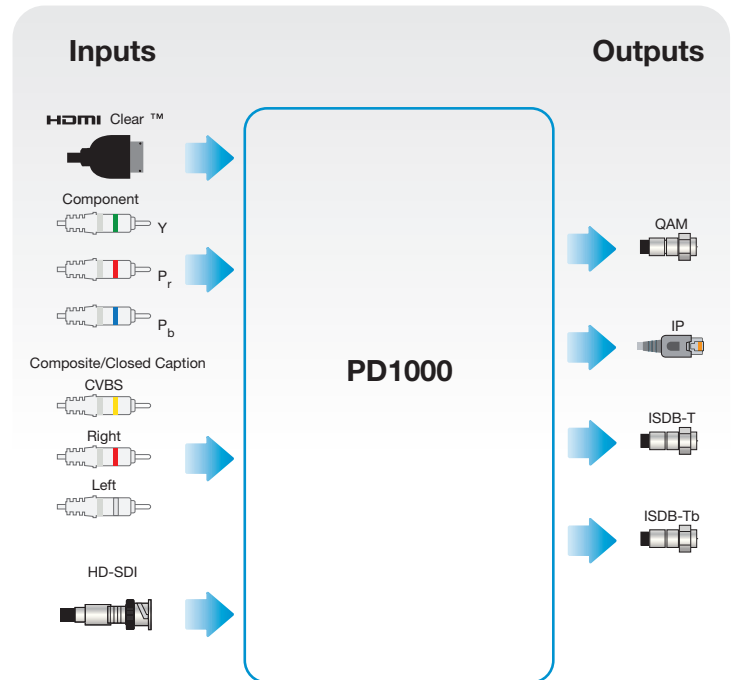 Inputs
Outputs
HDMI Clear ™
Component
Y
Pr
Pb
Composite/Closed Caption
CVBS
Right
Left
HD-SDI
PD1000
QAM
IP
ISDB-T
ISDB-Tb